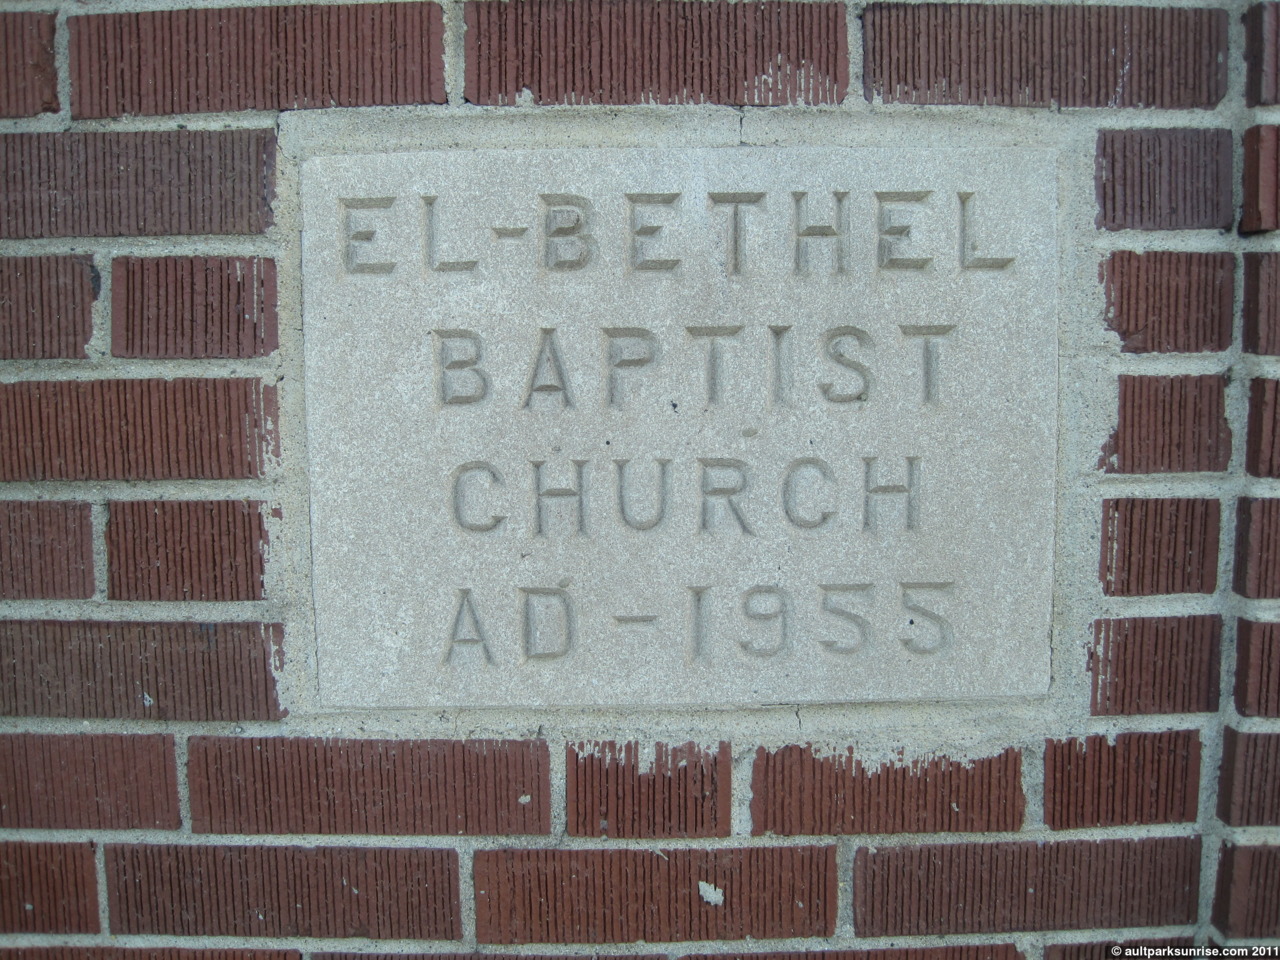 EL-BETHEL
BAPTIST
CHURCH
AD-1955
© aultparksunrise.com 2011